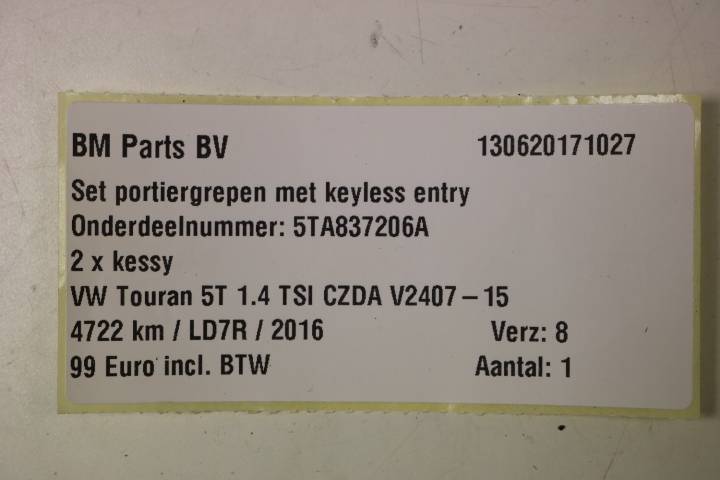 BM Parts BV 130620171027
Set portiergrepen met keyless entry
Onderdeelnummer: 5TA837206A
2 x kessy
VW Touran 5T 1.4 TSI CZDA V2407 – 15
4722 km / LD7R / 2016 Verz: 8
99 Euro incl. BTW Aantal: 1